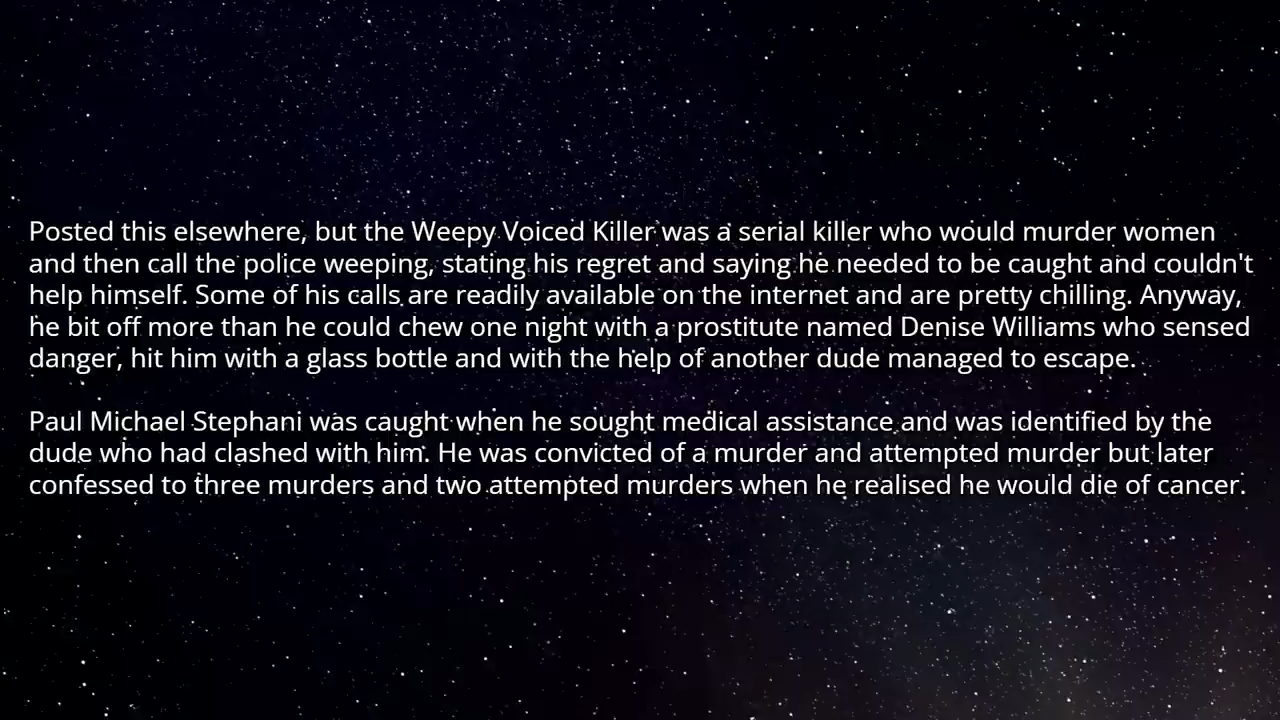 Posted this elsewhere, but the Weepy Voiced Killer was a serial killer who would murder women
and then call the police weeping, stating his regret and saying he needed to be caught and couldn't
help himself. Some of his calls are readily available on the internet and are pretty chilling. Anyway,
he bit off more than he could chew one night with a prostitute named Denise Williams who sensed
danger, hit him with a glass bottle and with the help of another dude managed to escape.
Paul Michael Stephani was caught when he sought medical assistance and was identified by the
dude who had clashed with him. He was convicted of a murder and attempted murder but later
confessed to three murders and two attempted murders when he realised he would die of cancer.